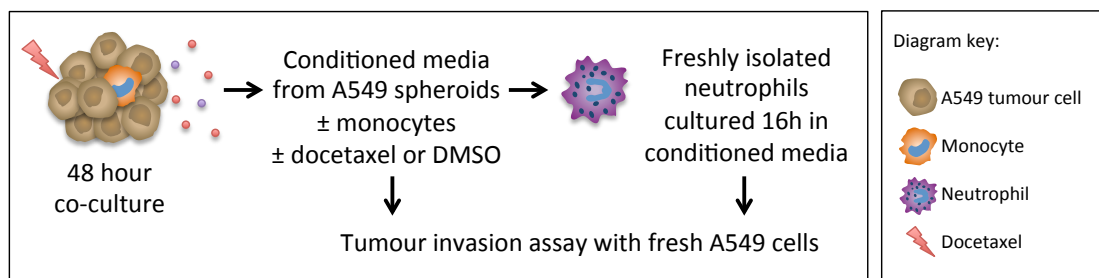 48 hour
co-culture
Conditioned media
from A549 spheroids
± monocytes
± docetaxel or DMSO
Freshly isolated
neutrophils
cultured 16h in
conditioned media
Tumour invasion assay with fresh A549 cells
Diagram key:
A549 tumour cell
Monocyte
Neutrophil
Docetaxel